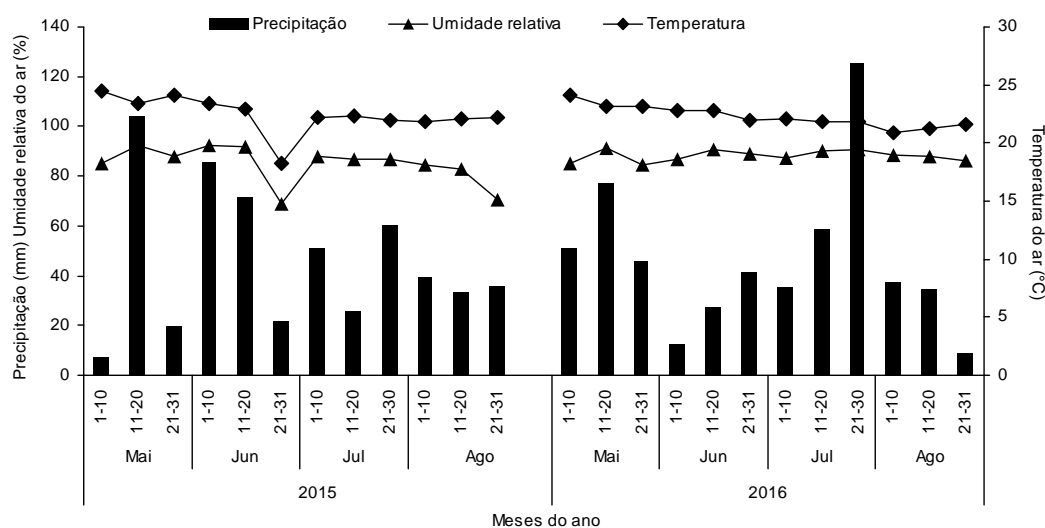 Precipitação Umidade relativa Temperatura
Precipitação (mm) Umidade relativa do ar (%)
140
120
100
80
60
40
20
0
30
25
20
15
10
5
0
Temperatura do ar (°C)
1-10 11-20 21-31 1-10 11-20 21-31 1-10 11-20 21-30 1-10 11-20 21-31 1-10 11-20 21-31 1-10 11-20 21-31 1-10 11-20 21-30 1-10 11-20 21-31
Mai Jun Jul Ago Mai Jun Jul Ago
2015 2016
Meses do ano